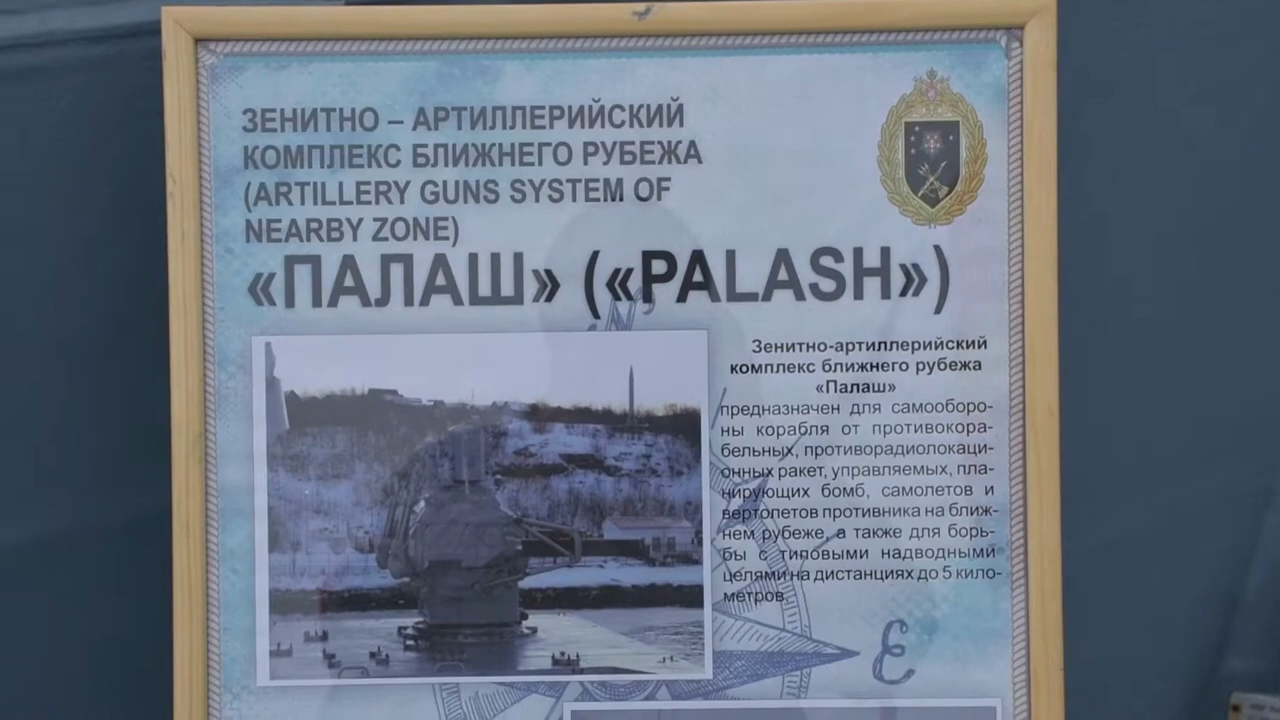 ЗЕНИТНО – АРТИЛЛЕРИЙСКИЙ
КОМПЛЕКС БЛИЖНЕГО РУБЕЖА
(ARTILLERY GUNS SYSTEM OF
NEARBY ZONE)
«ПАЛАШ» («PALASH»)
Зенитно-артиллерийский
комплекс ближнего рубежа
«Палаш»
предназначен для самооборо-
ны корабля от противокора-
бельных, противорадиолокаци-
онных ракет, управляемых, пла-
нирующих бомб, самолетов и
вертолетов противника на ближ-
нем рубеже, а также для борь-
бы с типовыми надводными
целями на дистанциях до 5 кило-
метров.
N
E